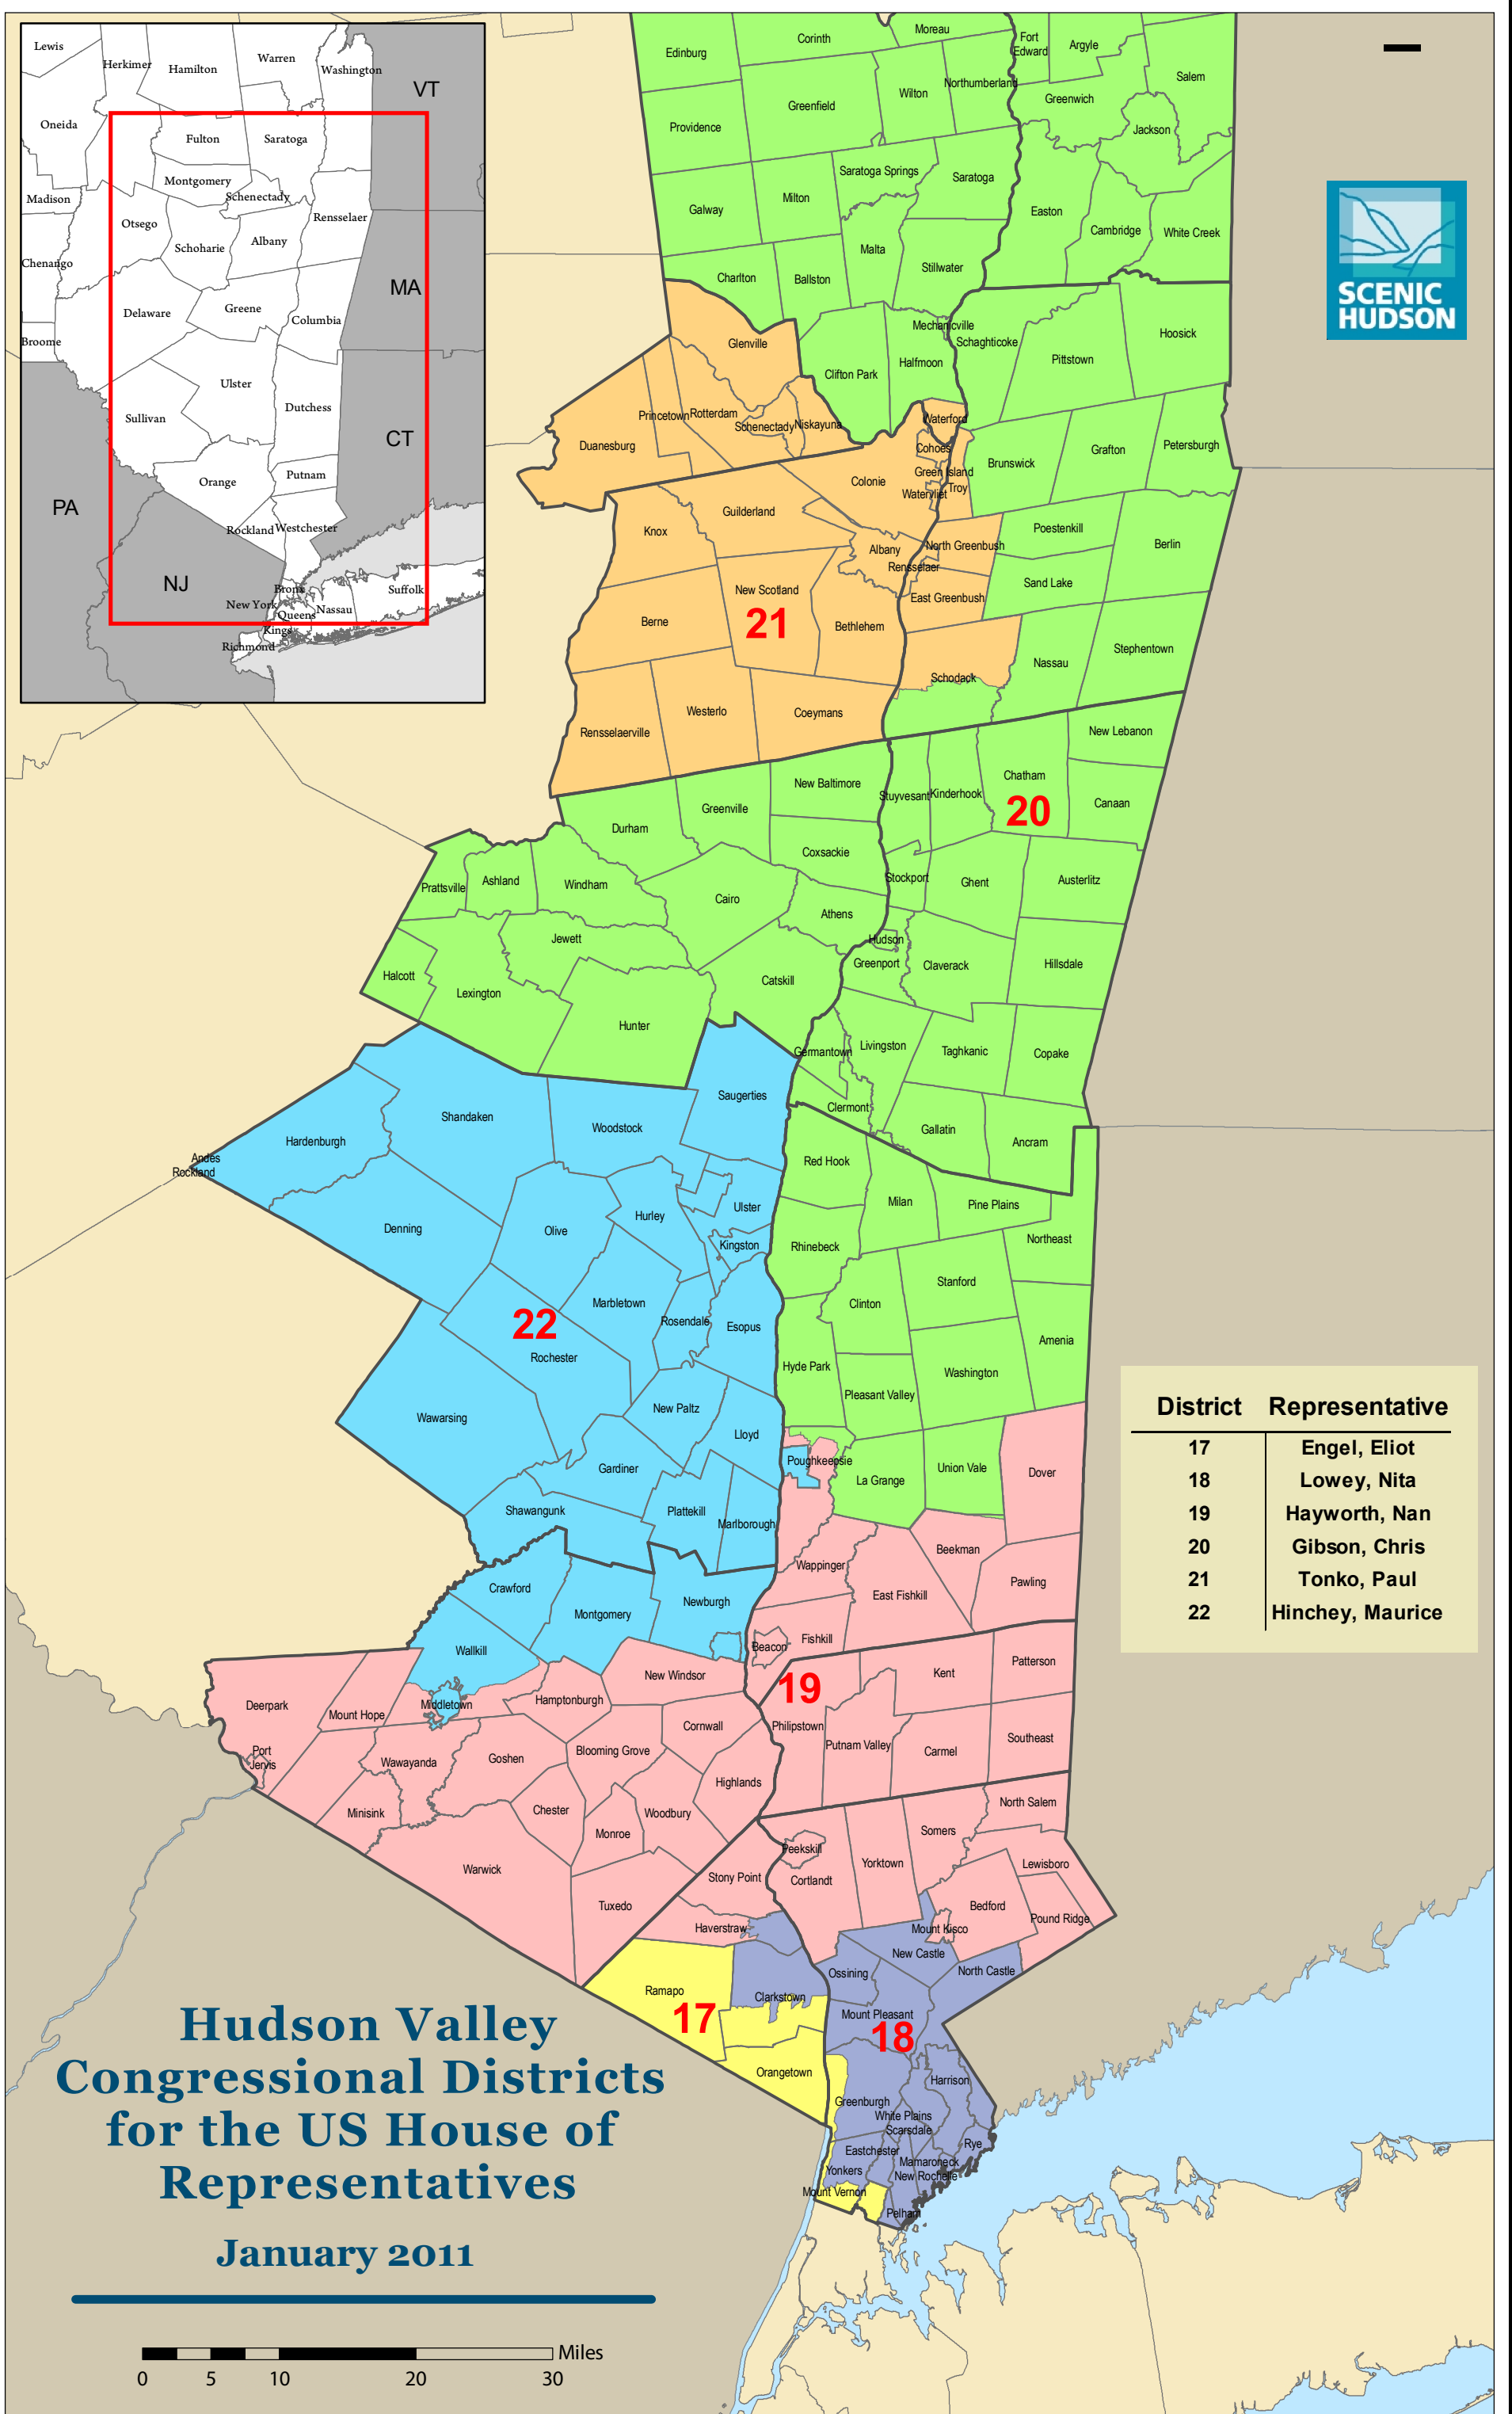 Lewis
Herkimer
Hamilton
Warren
Washington
VT
Oneida
Fulton
Saratoga
Montgomery
Schenectady
Madison
Otsego
Rensselaer
Schoharie
Albany
Chenango
MA
Delaware
Greene
Columbia
Broome
Ulster
Dutchess
Sullivan
CT
Orange
Putnam
PA
Rockland
Westchester
NJ
Bronx
Suffolk
New York
Nassau
Queens
Kings
Richmond
SCENIC
HUDSON
Edinburg
Corinth
Moreau
Fort
Edward
Argyle
Salem
Greenfield
Wilton
Northumberland
Greenwich
Providence
Jackson
Saratoga Springs
Saratoga
Galway
Milton
Easton
Cambridge
White Creek
Malta
Charlton
Ballston
Stillwater
Mechanicville
Schaghticoke
Hoosick
Glenville
Halfmoon
Pittstown
Clifton Park
Princetown
Rotterdam
Schenectady
Niskayuna
Waterford
Duanesburg
Cohoes
Brunswick
Grafton
Petersburgh
Colonie
Green Island
Watervliet
Troy
Guilderland
Knox
Poestenkill
Albany
North Greenbush
Berlin
Rensselaer
New Scotland
Sand Lake
East Greenbush
21
Berne
Bethlehem
Stephentown
Nassau
Schodack
Rensselaerville
Westerlo
Coeymans
New Lebanon
New Baltimore
Chatham
Stuyvesant
Kinderhook
20
Canaan
Greenville
Durham
Coxsackie
Stockport
Ghent
Austerlitz
Prattsville
Ashland
Windham
Cairo
Athens
Jewett
Hudson
Greenport
Claverack
Hillsdale
Halcott
Lexington
Catskill
Hunter
Germantown
Livingston
Taghkanic
Copake
Saugerties
Clermont
Shandaken
Woodstock
Gallatin
Ancram
Hardenburgh
Andes
Rockland
Red Hook
Milan
Pine Plains
Denning
Olive
Hurley
Ulster
Kingston
Rhinebeck
Northeast
Stanford
Marbletown
Clinton
22
Rosendale
Esopus
Rochester
Amenia
Hyde Park
Washington
Pleasant Valley
Wawarsing
New Paltz
Lloyd
Poughkeepsie
Gardiner
La Grange
Union Vale
Dover
Shawangunk
Plattekill
Marlborough
Beekman
Wappinger
Crawford
East Fishkill
Pawling
Montgomery
Newburgh
Wallkill
Beacon
Fishkill
Patterson
New Windsor
Kent
19
Deerpark
Mount Hope
Middletown
Hamptonburgh
Cornwall
Philipstown
Putnam Valley
Southeast
Port
Jervis
Wawayanda
Goshen
Blooming Grove
Carmel
Highlands
Minisink
Chester
Woodbury
North Salem
Monroe
Somers
Peekskill
Warwick
Stony Point
Cortlandt
Yorktown
Lewisboro
Tuxedo
Bedford
Pound Ridge
Haverstraw
Mount Kisco
New Castle
Ossining
North Castle
Ramapo
Clarkstown
17
Mount Pleasant
18
Orangetown
Harrison
Greenburgh
White Plains
Scarsdale
Eastchester
Rye
Mamaroneck
Yonkers
New Rochelle
Mount Vernon
Pelham
District Representative
17 Engel, Eliot
18 Lowey, Nita
19 Hayworth, Nan
20 Gibson, Chris
21 Tonko, Paul
22 Hinchey, Maurice
Hudson Valley
Congressional Districts
for the US House of
Representatives
January 2011
Miles
0 5 10 20 30